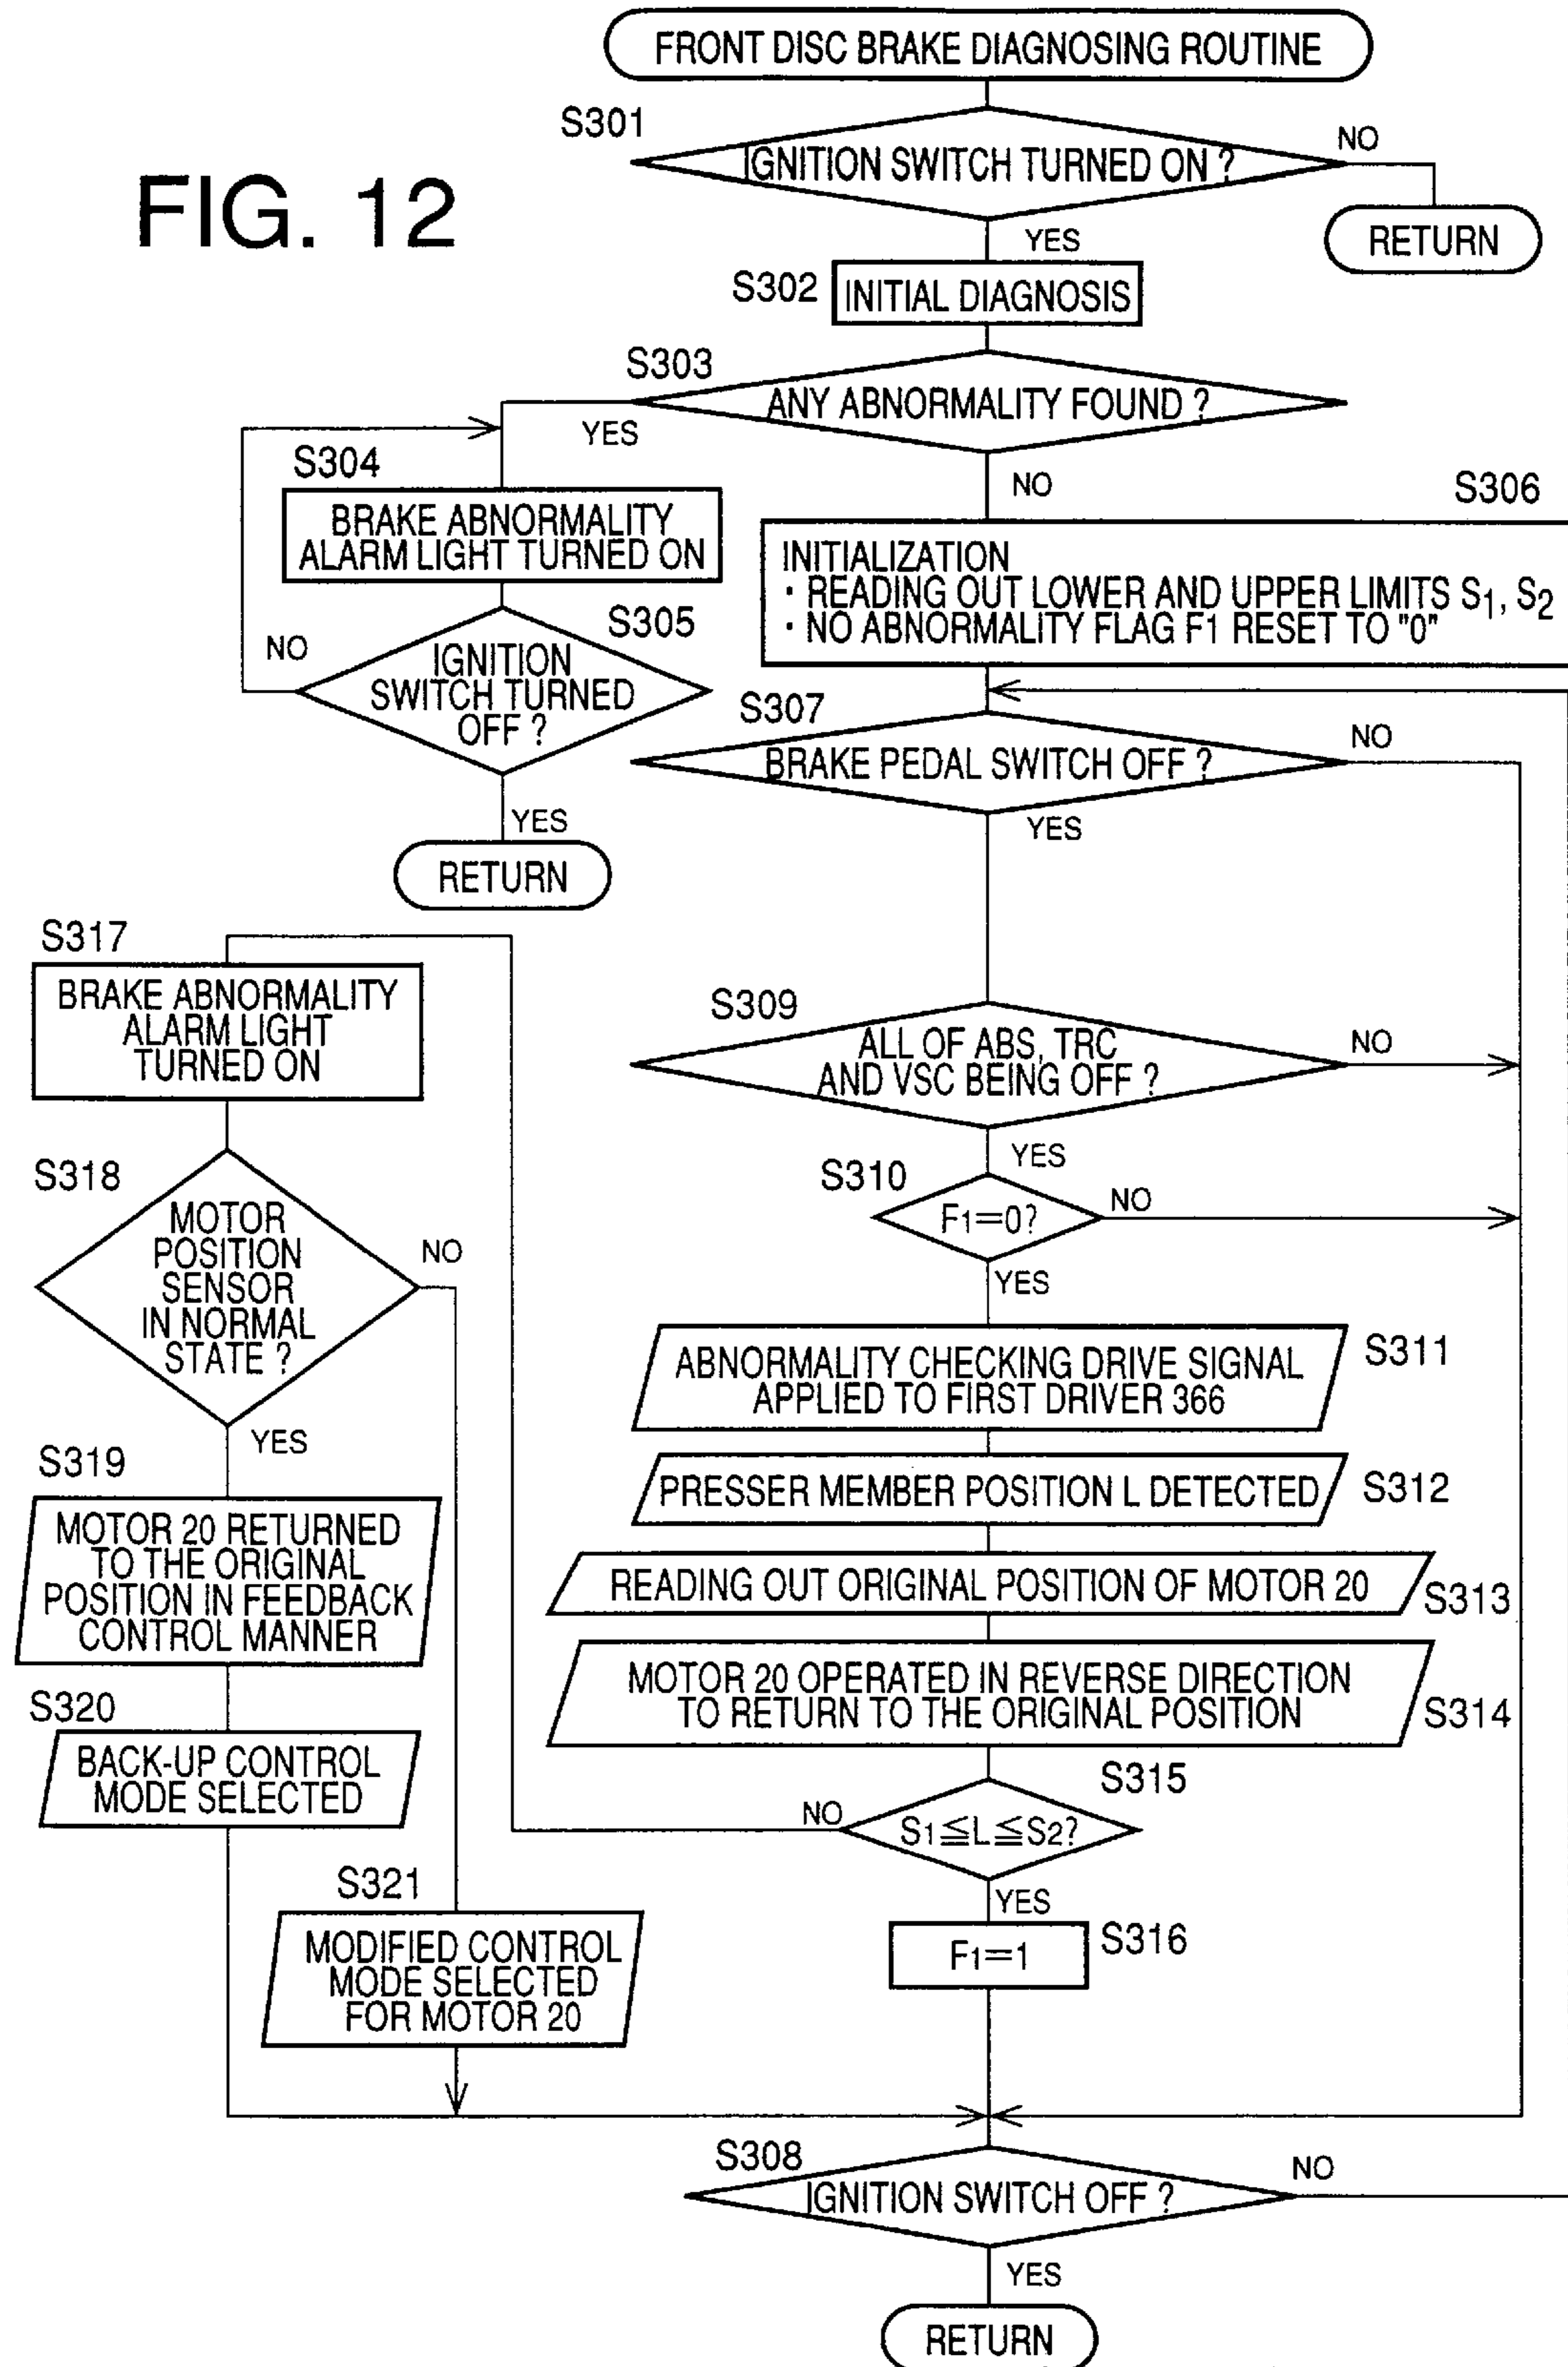 FRONT DISC BRAKE DIAGNOSING ROUTINE
FIG. 12
S301
IGNITION SWITCH TURNED ON ?
NO
RETURN
YES
S302
INITIAL DIAGNOSIS
S303
ANY ABNORMALITY FOUND ?
YES
NO
S304
BRAKE ABNORMALITY
ALARM LIGHT TURNED ON
S305
IGNITION
SWITCH TURNED
OFF ?
NO
YES
RETURN
S306
INITIALIZATION
· READING OUT LOWER AND UPPER LIMITS S1, S2
· NO ABNORMALITY FLAG F1 RESET TO "0"
S307
BRAKE PEDAL SWITCH OFF ?
NO
YES
S309
ALL OF ABS, TRC
AND VSC BEING OFF ?
NO
YES
S310
F1=0?
NO
YES
ABNORMALITY CHECKING DRIVE SIGNAL
APPLIED TO FIRST DRIVER 366
S311
PRESSER MEMBER POSITION L DETECTED
S312
READING OUT ORIGINAL POSITION OF MOTOR 20
S313
MOTOR 20 OPERATED IN REVERSE DIRECTION
TO RETURN TO THE ORIGINAL POSITION
S314
S315
S1≦L≦S2?
NO
YES
F1=1
S316
S317
BRAKE ABNORMALITY
ALARM LIGHT
TURNED ON
S318
MOTOR
POSITION
SENSOR
IN NORMAL
STATE ?
NO
YES
S319
MOTOR 20 RETURNED
TO THE ORIGINAL
POSITION IN FEEDBACK
CONTROL MANNER
S320
BACK-UP CONTROL
MODE SELECTED
S321
MODIFIED CONTROL
MODE SELECTED
FOR MOTOR 20
S308
IGNITION SWITCH OFF ?
NO
YES
RETURN